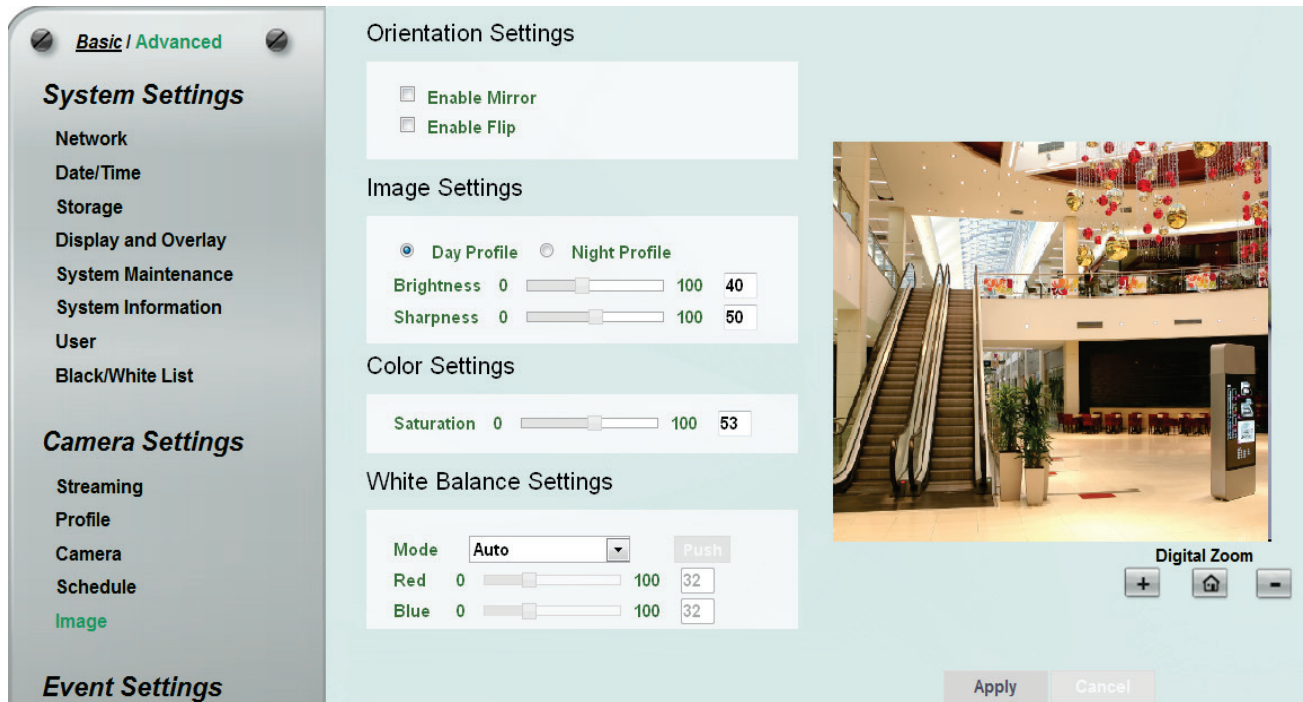 Basic / Advanced
System Settings
Network
Date/Time
Storage
Display and Overlay
System Maintenance
System Information
User
Black/White List
Camera Settings
Streaming
Profile
Camera
Schedule
Image
Event Settings
Orientation Settings
Enable Mirror
Enable Flip
Image Settings
Day Profile Night Profile
Brightness 0 100 40
Sharpness 0 100 50
Color Settings
Saturation 0 100 53
White Balance Settings
Mode Auto Push
Red 0 100 32
Blue 0 100 32
Digital Zoom
+ -
Apply Cancel